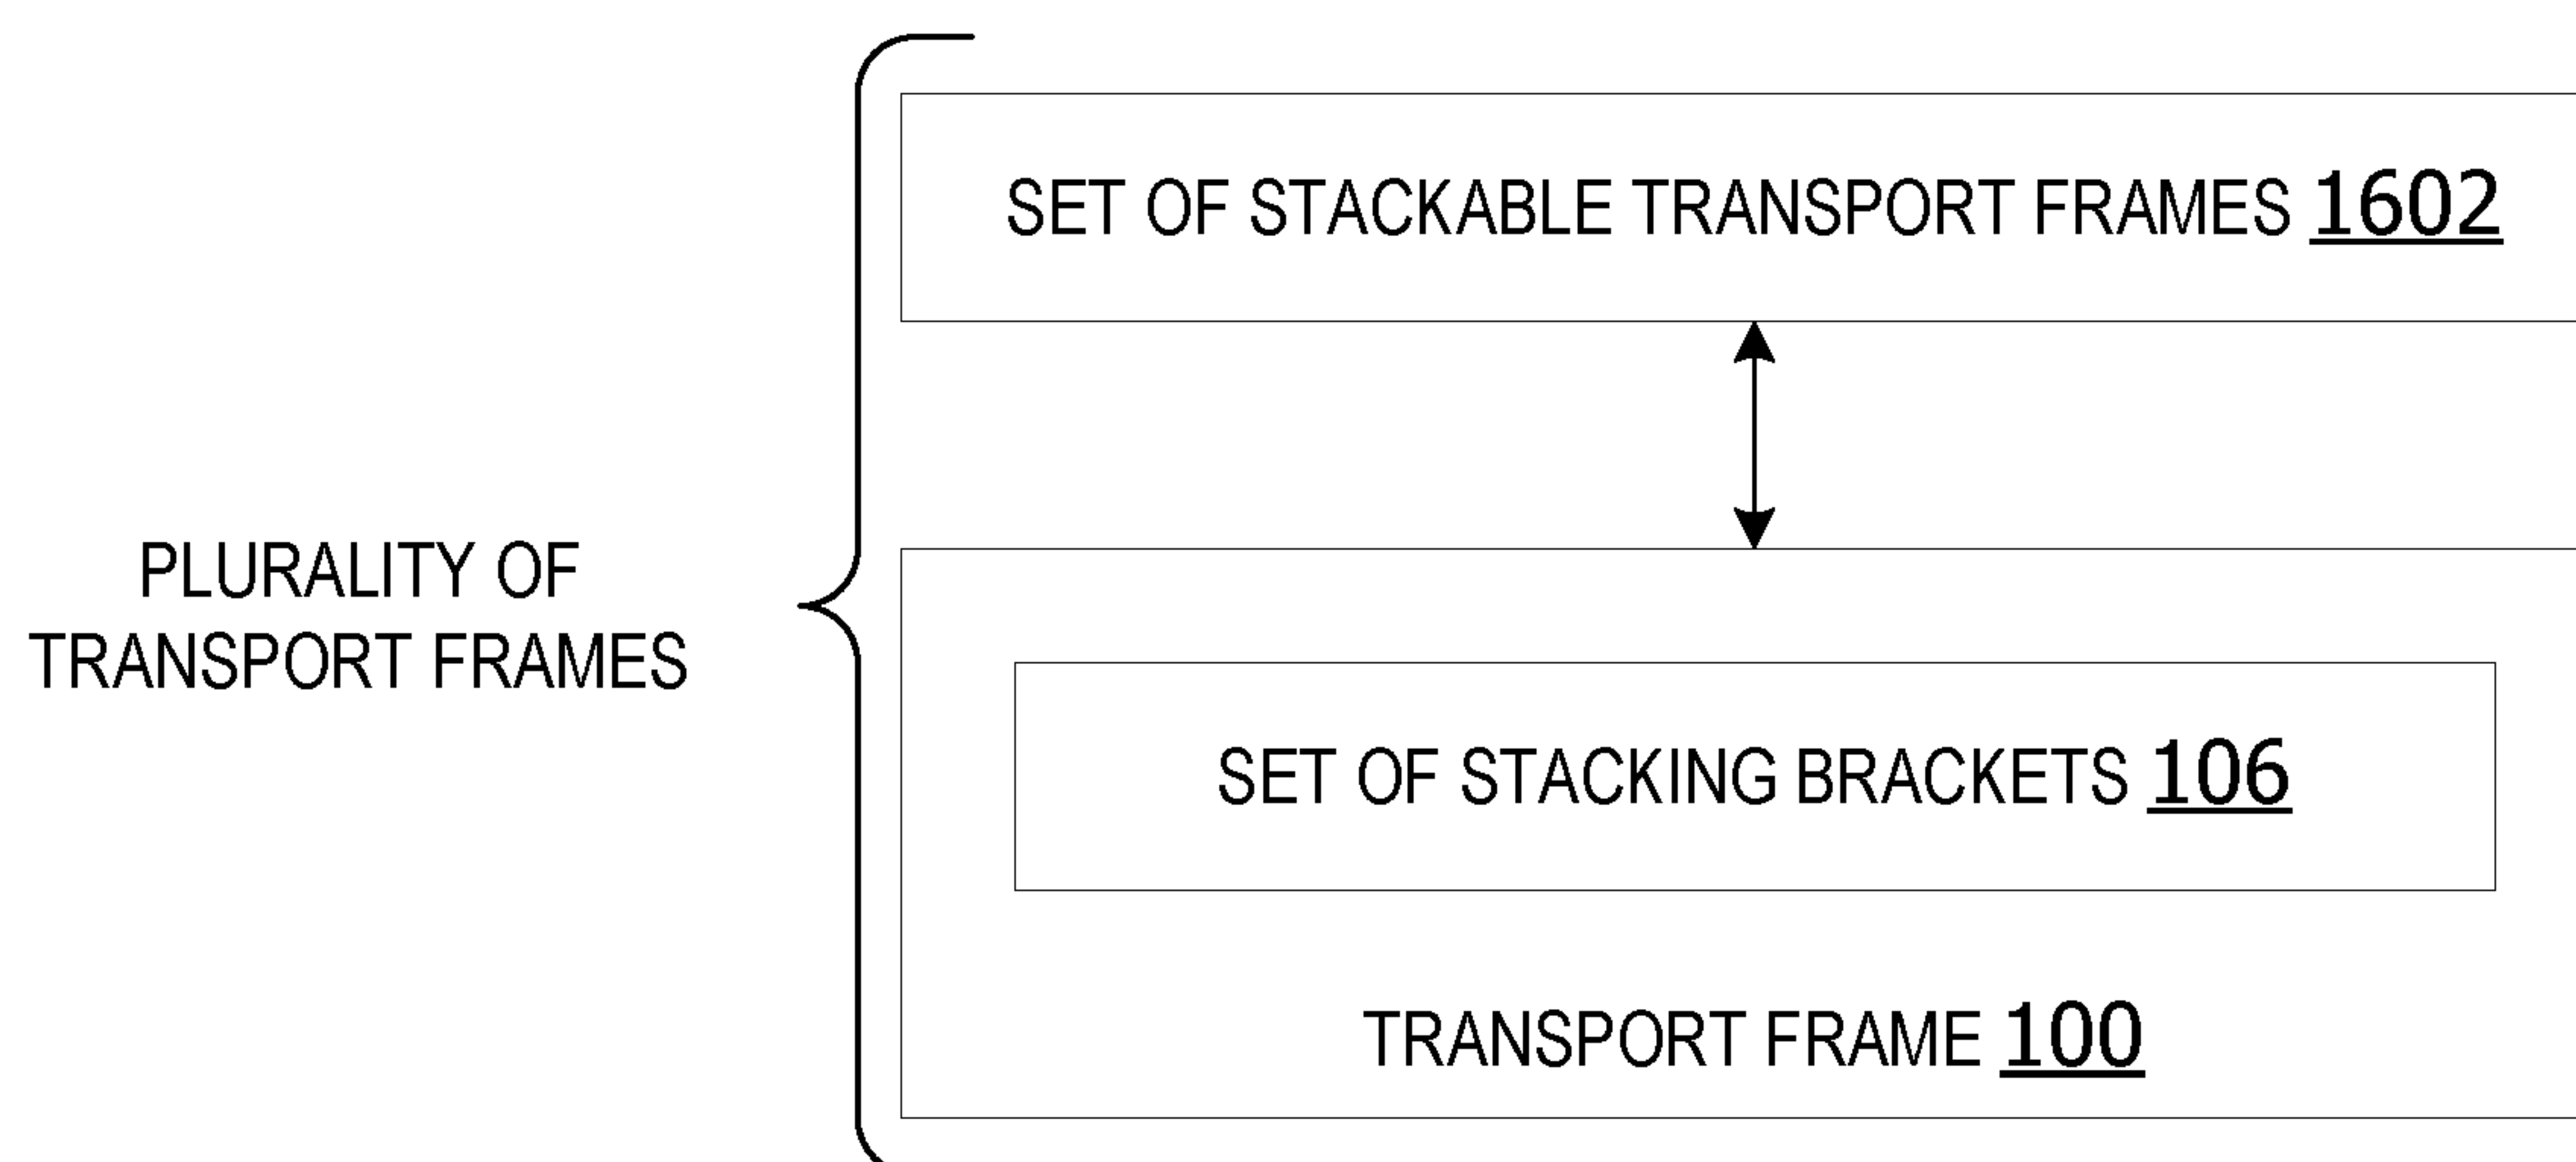 SET OF STACKABLE TRANSPORT FRAMES 1602
PLURALITY OF
TRANSPORT FRAMES
SET OF STACKING BRACKETS 106
TRANSPORT FRAME 100